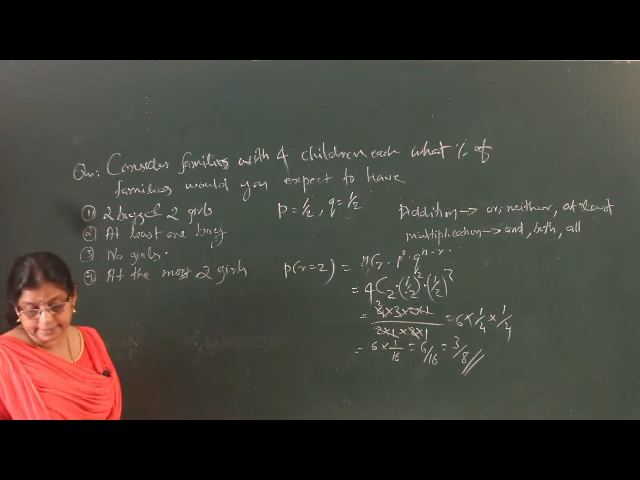 Qn: Consider families with 4 children each what % of
families would you expect to have
① 2 boys & 2 girls
② At least one boy
③ No girls.
④ At the most 2 girls
p = 1/2, q = 1/2
Addition → or, neither, at least
multiplication → and, both, all
p(r=2) = nCr · p^r · q^n-r.
= 4C2 · (1/2)^2 · (1/2)^3
= 4×3×2×1 / 2×1×2×1 = 6 × 1/4 × 1/4
= 6 × 1/16 = 6/16 = 3/8 //